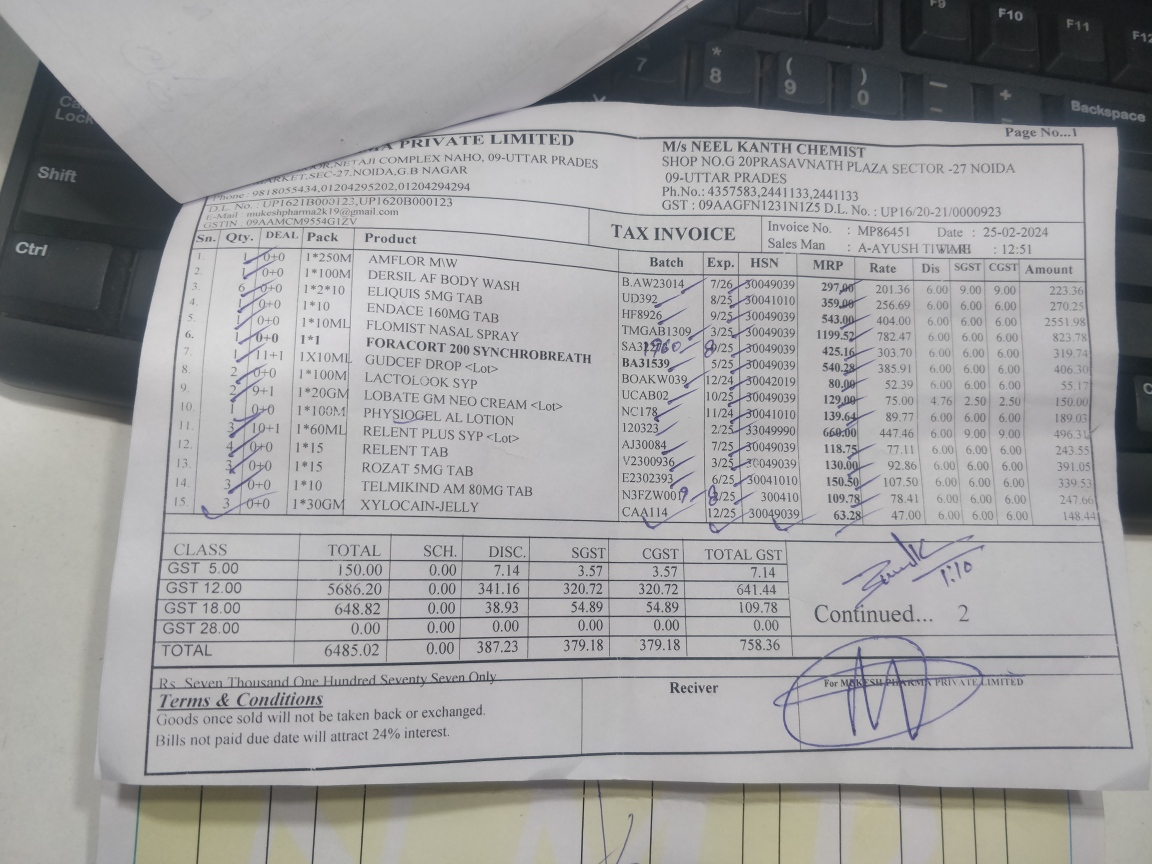 Page No...1
PRIVATE LIMITED
NETAJI COMPLEX NAHO, 09-UTTAR PRADES
MARKET,SEC-27,NOIDA,G.B NAGAR
Phone : 9818055434,01204295202,01204294294
D.L. No. : UP1621B000123,UP1620B000123
E-Mail : mukeshpharma2k19@gmail.com
GSTIN : 09AAMCM9554G1ZV
M/s NEEL KANTH CHEMIST
SHOP NO.G 20PRASAVNATH PLAZA SECTOR -27 NOIDA
09-UTTAR PRADES
Ph.No.: 4357583,2441133,2441133
GST : 09AAGFN1231N1Z5 D.L. No. : UP16/20-21/0000923
TAX INVOICE
Invoice No. : MP86451 Date : 25-02-2024
Sales Man : A-AYUSH TIWARI : 12:51
Sn. Qty. DEAL Pack Product Batch Exp. HSN MRP Rate Dis SGST CGST Amount
1. 1 0+0 1*250M AMFLOR M\W B.AW23014 7/26 30049039 297.00 201.36 6.00 9.00 9.00 223.36
2. 1 0+0 1*100M DERSIL AF BODY WASH UD392 8/25 30041010 359.00 256.69 6.00 6.00 6.00 270.25
3. 6 0+0 1*2*10 ELIQUIS 5MG TAB HF8926 9/25 30049039 543.00 404.00 6.00 6.00 6.00 2551.98
4. 1 0+0 1*10 ENDACE 160MG TAB TMGAB1309 3/25 30049039 1199.52 782.47 6.00 6.00 6.00 823.78
5. 1 0+0 1*10ML FLOMIST NASAL SPRAY 9/25 30049039 425.16 303.70 6.00 6.00 6.00 319.74
6. 1 0+0 1*1 FORACORT 200 SYNCHROBREATH BA31539 5/25 30049039 540.28 385.91 6.00 6.00 6.00 406.30
7. 1 11+1 1X10ML GUDCEF DROP <Lot> BOAKW039 12/24 30042019 80.00 52.39 6.00 6.00 6.00 55.17
8. 2 0+0 1*100M LACTOLOOK SYP UCAB02 10/25 30049039 129.00 75.00 4.76 2.50 2.50 150.00
9. 2 9+1 1*20GM LOBATE GM NEO CREAM <Lot> NC178 11/24 30041010 139.64 89.77 6.00 6.00 6.00 189.03
10. 1 0+0 1*100M PHYSIOGEL AI LOTION 120323 2/25 33049990 660.00 447.46 6.00 9.00 9.00 496.31
11. 3 10+1 1*60ML RELENT PLUS SYP <Lot> AJ30084 7/25 30049039 118.75 77.11 6.00 6.00 6.00 243.55
12. 4 0+0 1*15 RELENT TAB V2300936 3/25 30049039 130.00 92.86 6.00 6.00 6.00 391.05
13. 3 0+0 1*15 ROZAT 5MG TAB E2302393 6/25 30041010 150.50 107.50 6.00 6.00 6.00 339.53
14. 3 0+0 1*10 TELMIKIND AM 80MG TAB 8/25 300410 109.78 78.41 6.00 6.00 6.00 247.66
15. 3 0+0 1*30GM XYLOCAIN-JELLY CAA114 12/25 30049039 63.28 47.00 6.00 6.00 6.00 148.44
CLASS TOTAL SCH. DISC. SGST CGST TOTAL GST
GST 5.00 150.00 0.00 7.14 3.57 3.57 7.14
GST 12.00 5686.20 0.00 341.16 320.72 320.72 641.44
GST 18.00 648.82 0.00 38.93 54.89 54.89 109.78
GST 28.00 0.00 0.00 0.00 0.00 0.00 0.00
TOTAL 6485.02 0.00 387.23 379.18 379.18 758.36
1:10
Continued... 2
Rs. Seven Thousand One Hundred Seventy Seven Only
Terms & Conditions
Goods once sold will not be taken back or exchanged.
Bills not paid due date will attract 24% interest.
Reciver
For MUKESH PHARMA PRIVATE LIMITED
F9
F10
F11
F12
7
* 8
( 9
) 0
-
+ =
Backspace
Caps Lock
Shift
Ctrl